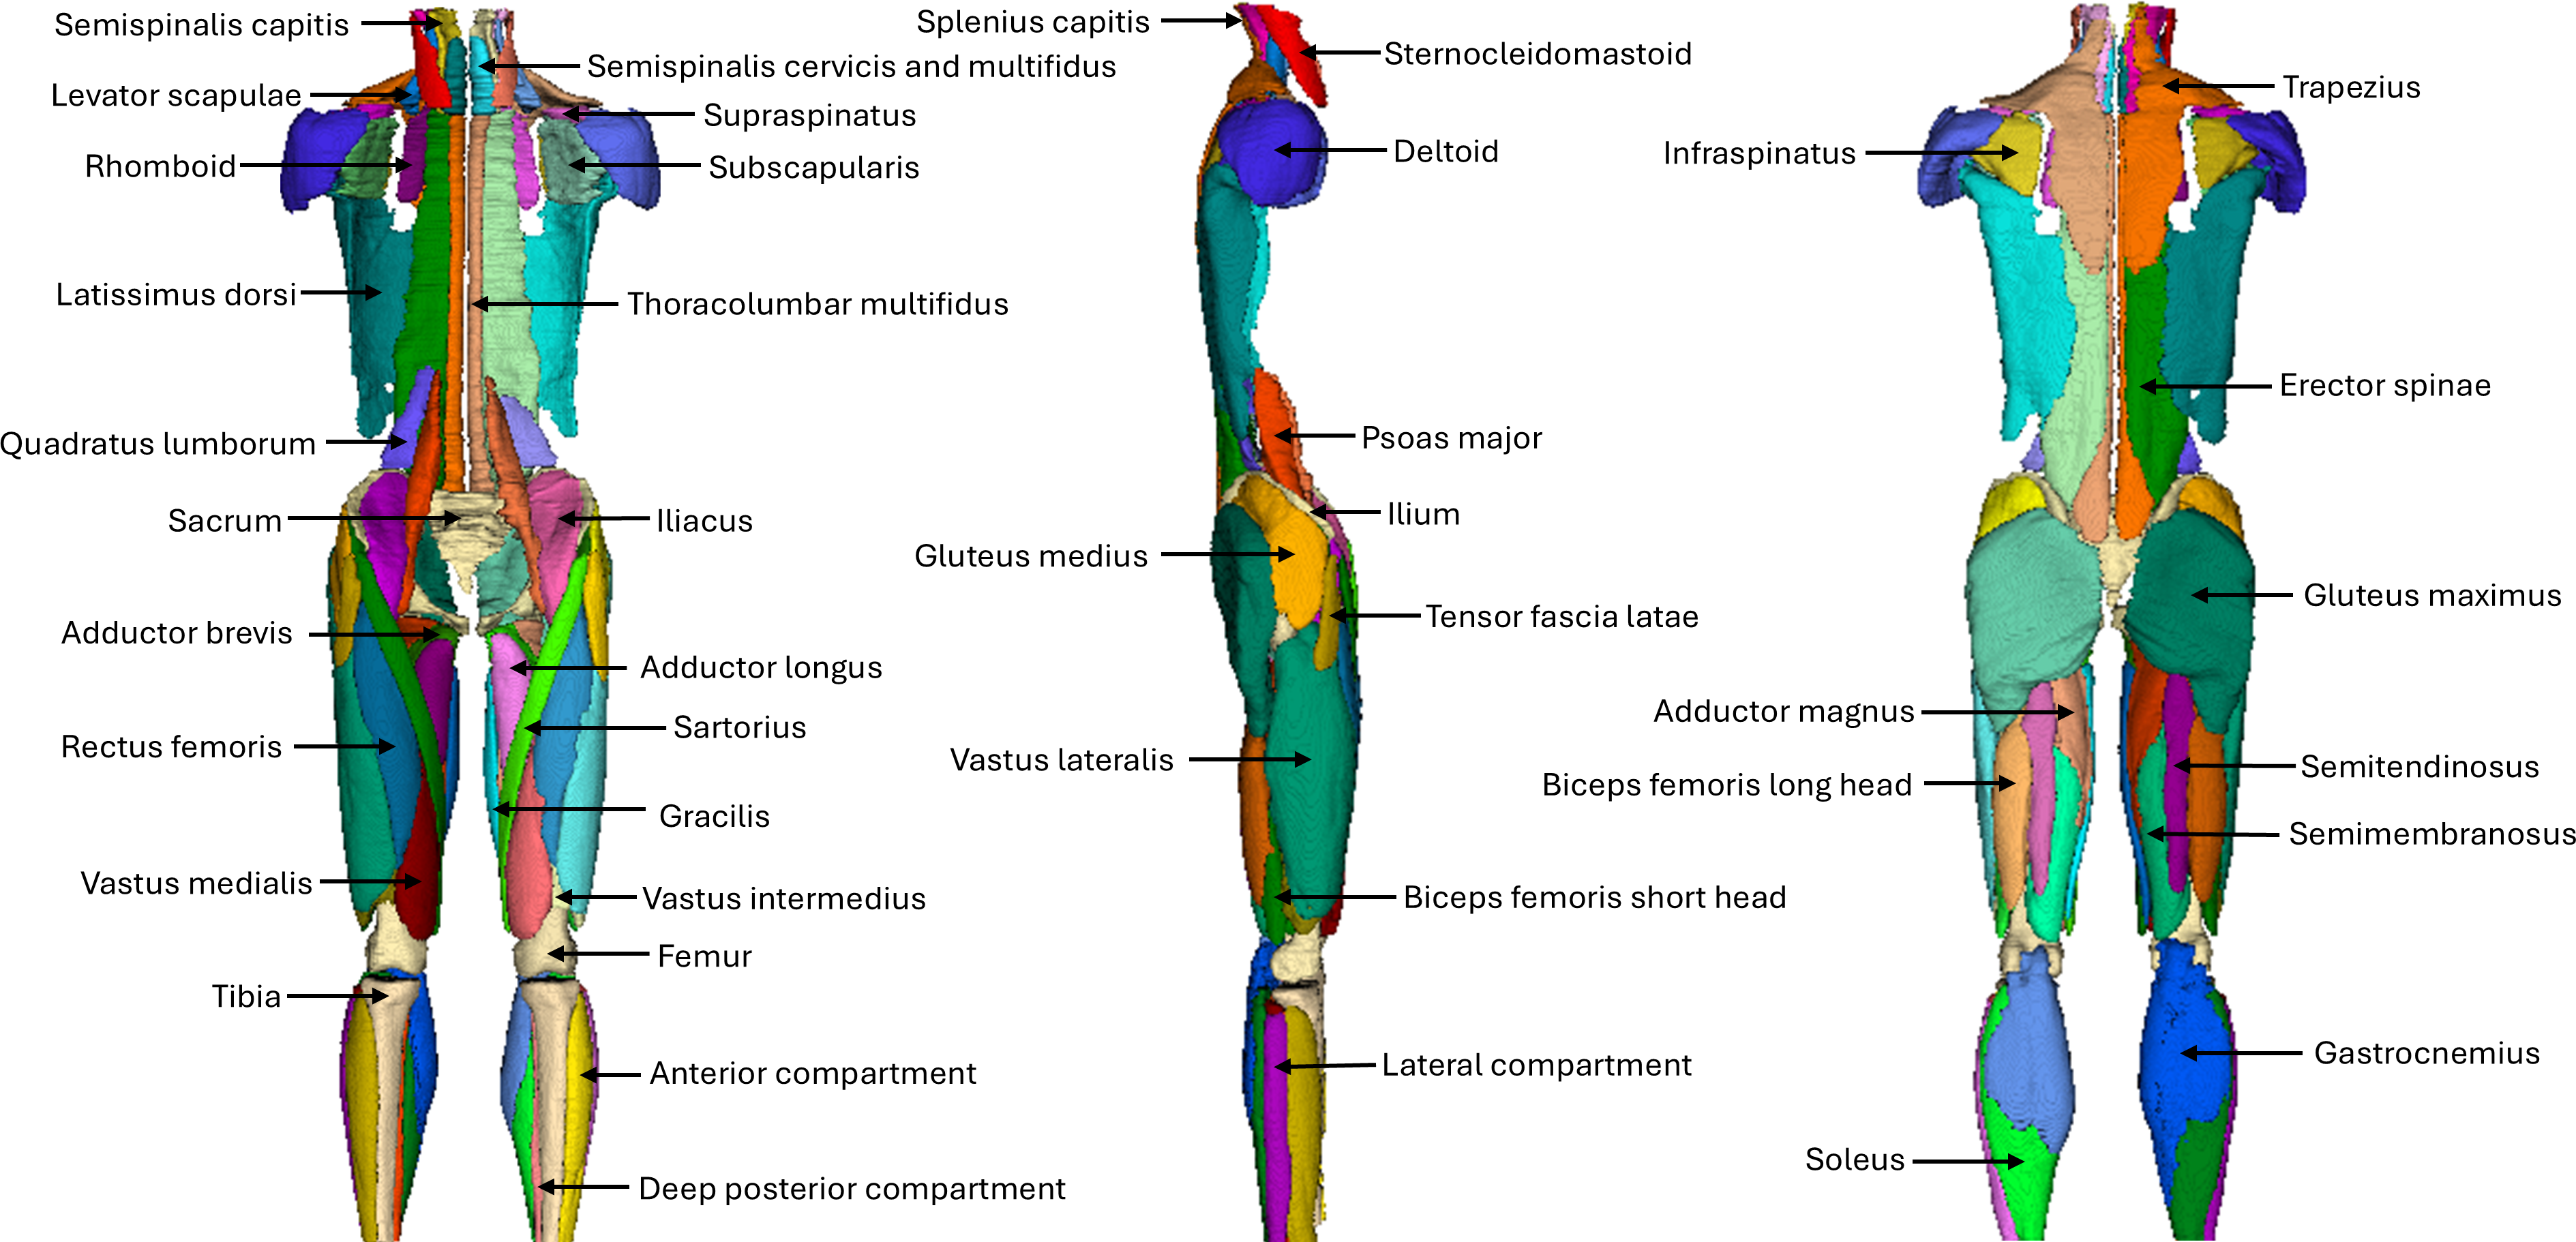 Semispinalis capitis
Levator scapulae
Rhomboid
Latissimus dorsi
Quadratus lumborum
Sacrum
Adductor brevis
Rectus femoris
Vastus medialis
Tibia
Semispinalis cervicis and multifidus
Supraspinatus
Subscapularis
Thoracolumbar multifidus
Iliacus
Adductor longus
Sartorius
Gracilis
Vastus intermedius
Femur
Anterior compartment
Deep posterior compartment
Splenius capitis
Gluteus medius
Vastus lateralis
Sternocleidomastoid
Deltoid
Psoas major
Ilium
Tensor fascia latae
Biceps femoris short head
Lateral compartment
Infraspinatus
Adductor magnus
Biceps femoris long head
Soleus
Trapezius
Erector spinae
Gluteus maximus
Semitendinosus
Semimembranosus
Gastrocnemius